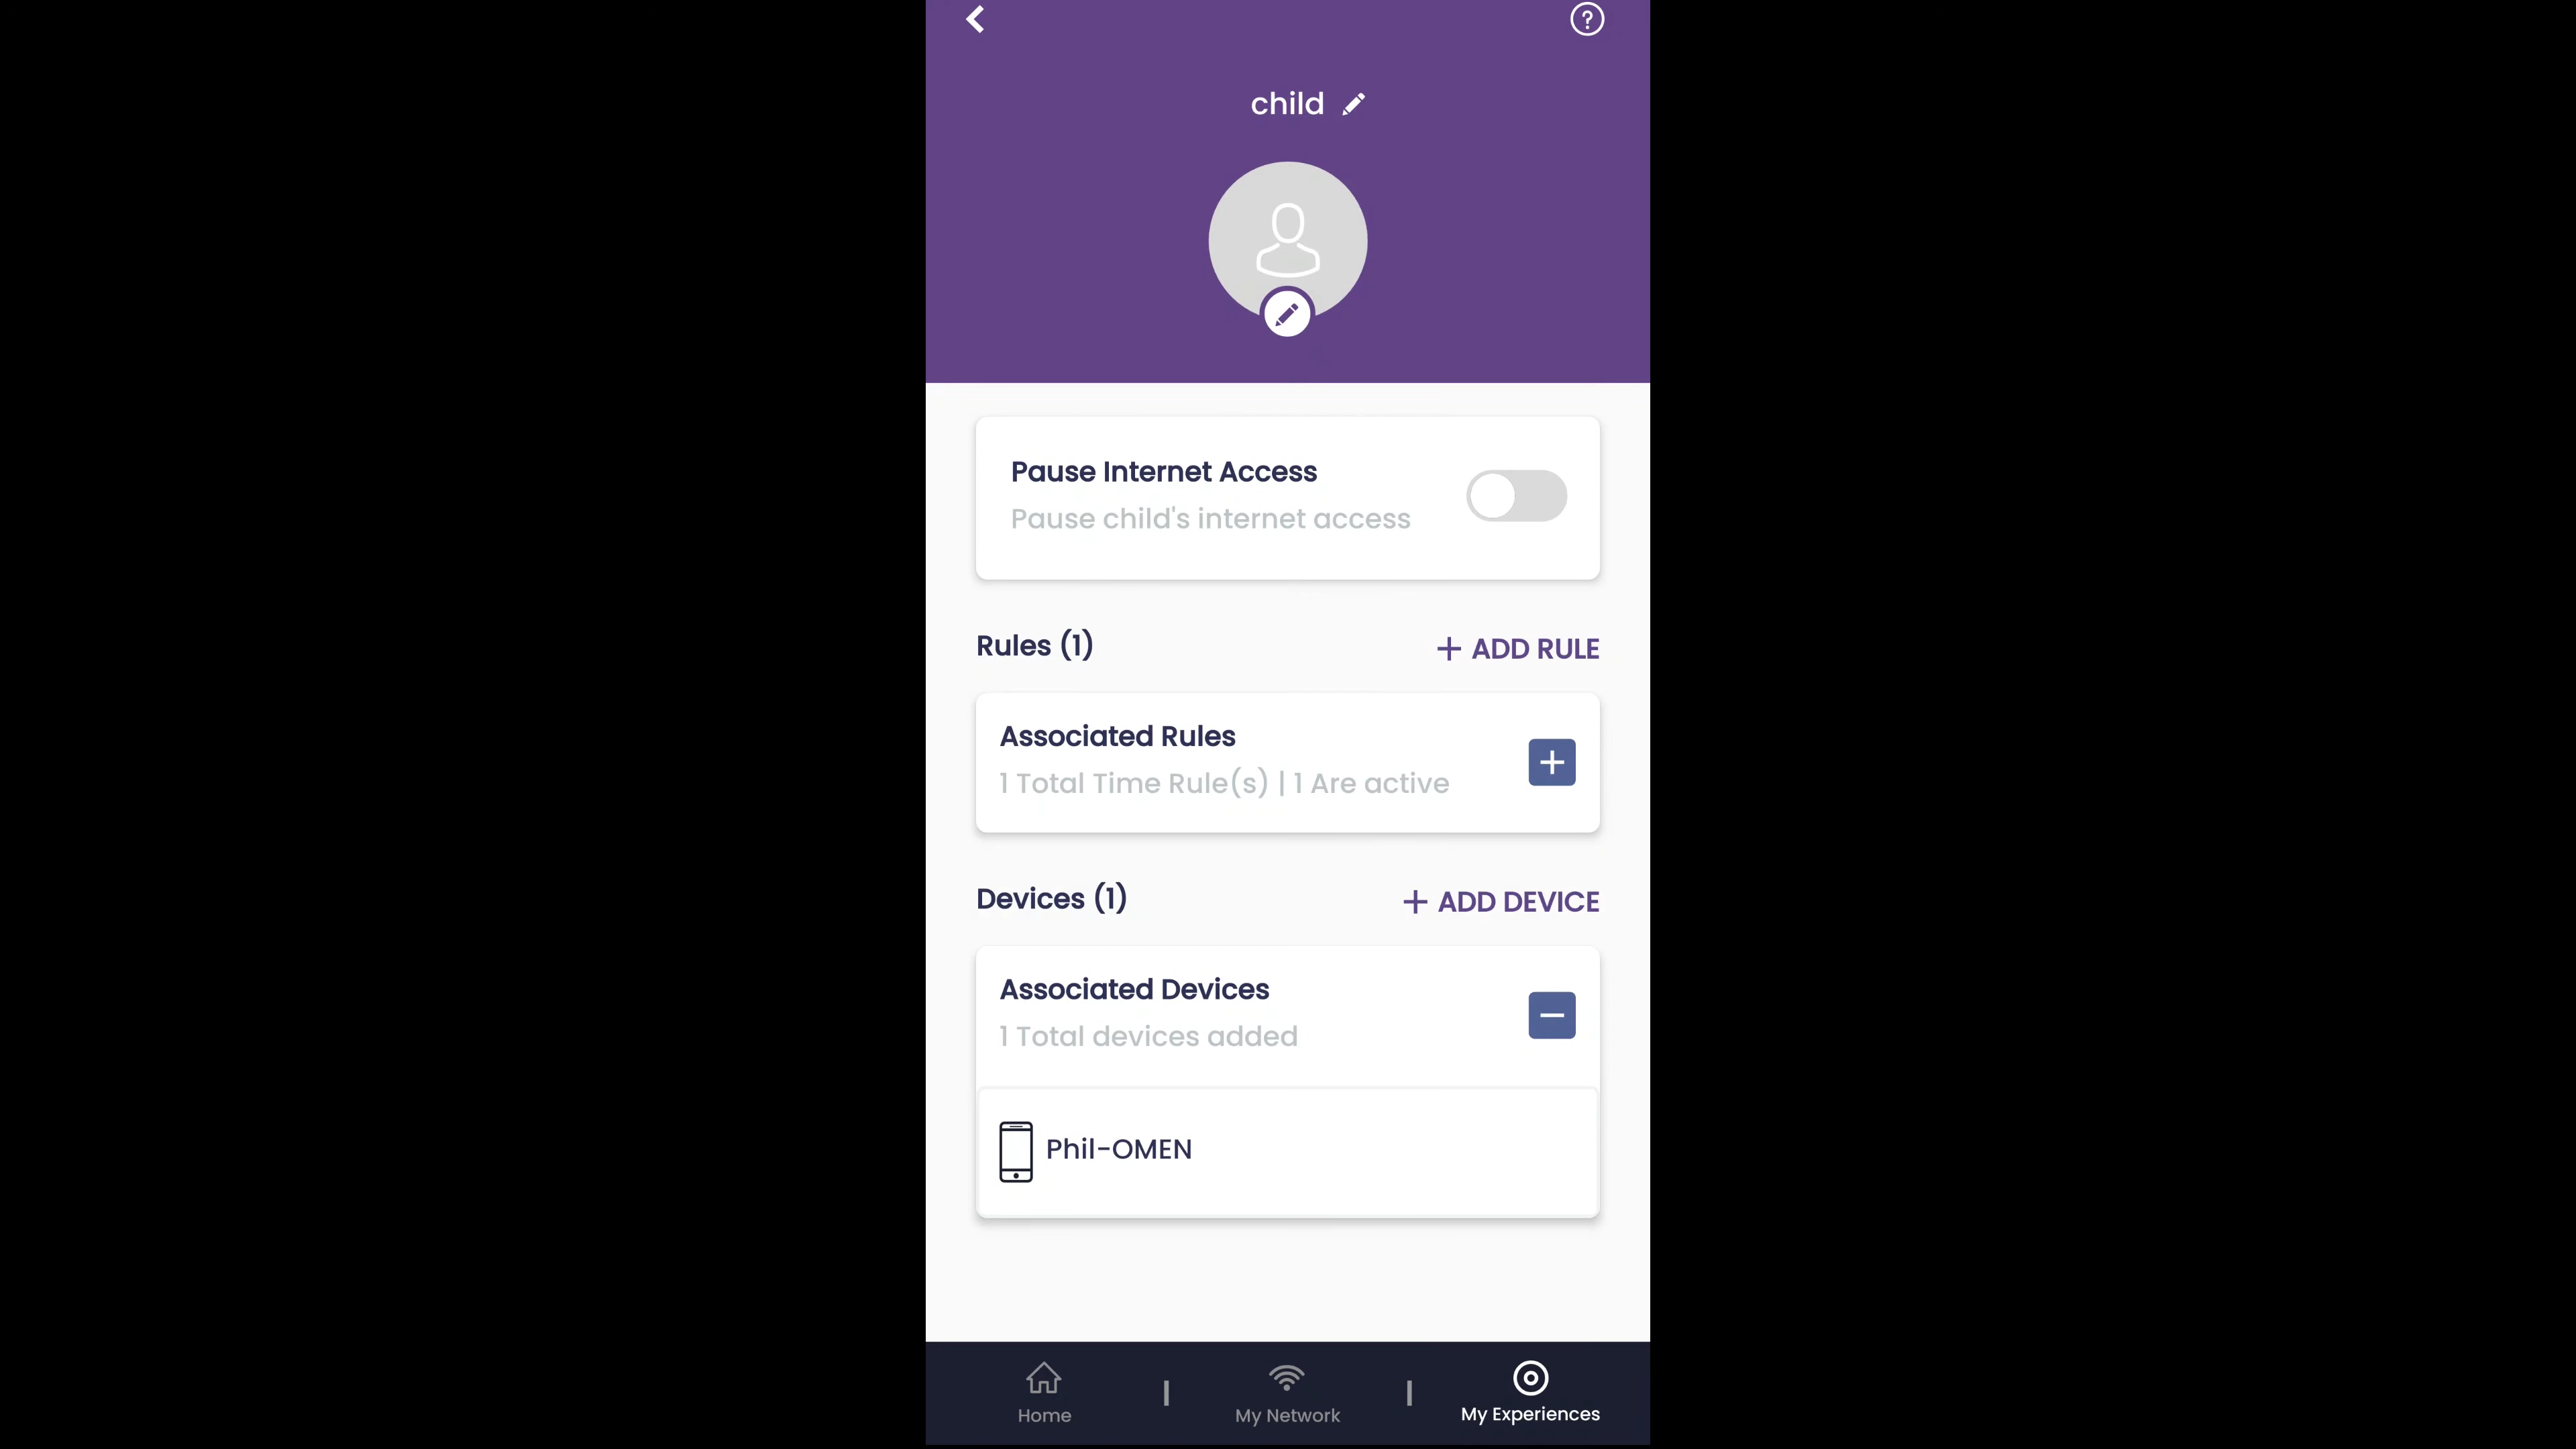 child
Pause Internet Access
Pause child's internet access
Rules (1)
+ ADD RULE
Associated Rules
1 Total Time Rule(s) | 1 Are active
Devices (1)
+ ADD DEVICE
Associated Devices
1 Total devices added
Phil-OMEN
Home
My Network
My Experiences